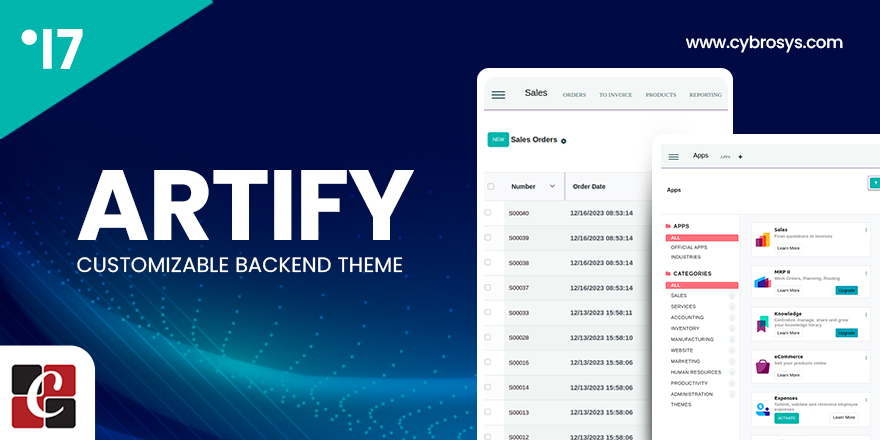 17
www.cybrosys.com
ARTIFY
CUSTOMIZABLE BACKEND THEME
C
Sales
ORDERS TO INVOICE PRODUCTS REPORTING
NEW Sales Orders
Number Order Date
S00040 12/16/2023 08:53:14
S00039 12/16/2023 08:53:14
S00038 12/16/2023 08:53:14
S00037 12/16/2023 08:53:14
S00033 12/13/2023 15:58:11
S00028 12/13/2023 15:58:10
S00016 12/13/2023 15:58:06
S00014 12/13/2023 15:58:06
S00013 12/13/2023 15:58:06
S00012 12/13/2023 15:58:06
Apps APPS
Apps
APPS
ALL
OFFICIAL APPS
INDUSTRIES
CATEGORIES
ALL
SALES
SERVICES
ACCOUNTING
INVENTORY
MANUFACTURING
WEBSITE
MARKETING
HUMAN RESOURCES
PRODUCTIVITY
ADMINISTRATION
THEMES
Sales
From quotations to invoices
Learn More
MRP II
Work Orders, Planning, Routing
Learn More Upgrade
Knowledge
Centralize, manage, share and grow
your knowledge library
Learn More Upgrade
eCommerce
Sell your products online
Learn More
Expenses
Submit, validate and reinvoice employee
expenses
ACTIVATE Learn More